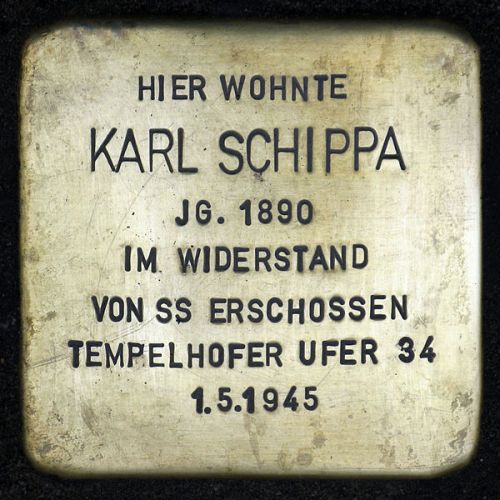 HIER WOHNTE
KARL SCHIPPA
JG. 1890
IM WIDERSTAND
VON SS ERSCHOSSEN
TEMPELHOFER UFER 34
1.5.1945